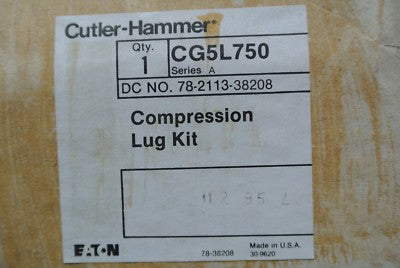 Cutler-Hammer®
Qty. CG5L750
1 Series A
DC NO. 78-2113-38208
Compression
Lug Kit
EATON
78-38208
Made in U.S.A.
30-9620